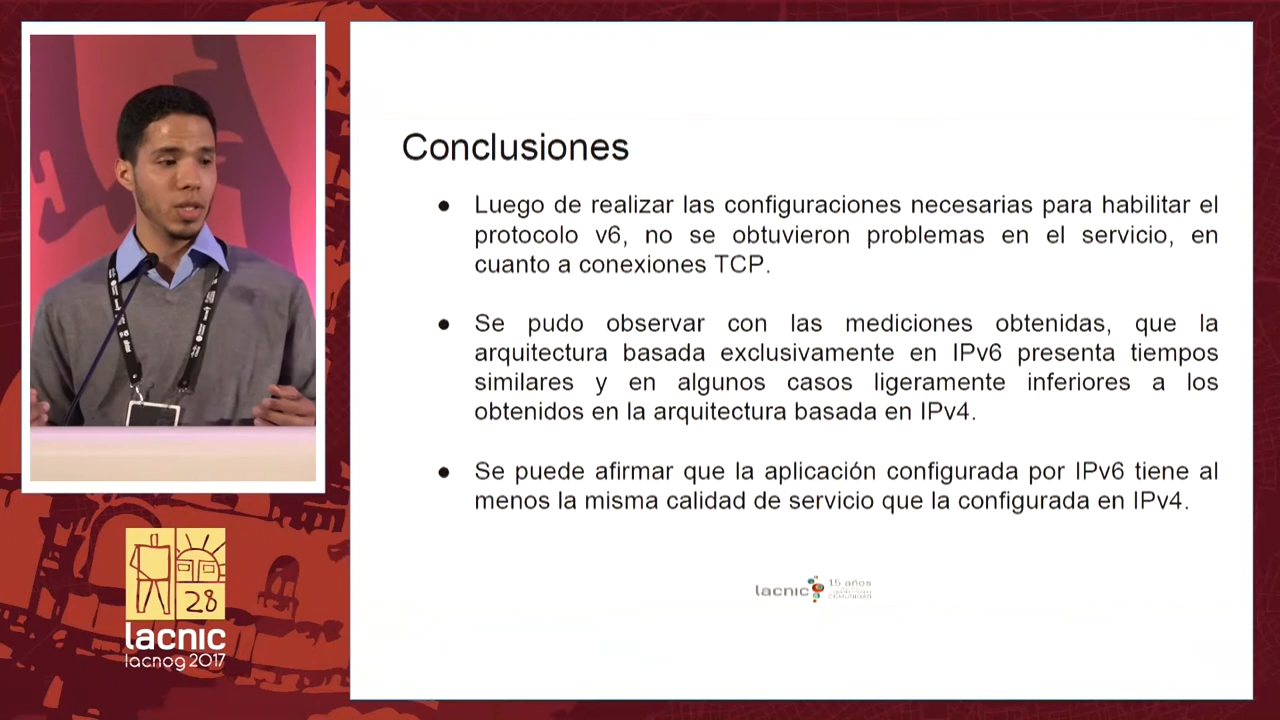 Conclusiones
● Luego de realizar las configuraciones necesarias para habilitar el
protocolo v6, no se obtuvieron problemas en el servicio, en
cuanto a conexiones TCP.
● Se pudo observar con las mediciones obtenidas, que la
arquitectura basada exclusivamente en IPv6 presenta tiempos
similares y en algunos casos ligeramente inferiores a los
obtenidos en la arquitectura basada en IPv4.
● Se puede afirmar que la aplicación configurada por IPv6 tiene al
menos la misma calidad de servicio que la configurada en IPv4.
lacnic 15 años
COMUNIDAD
28
lacnic
lacnog 2017